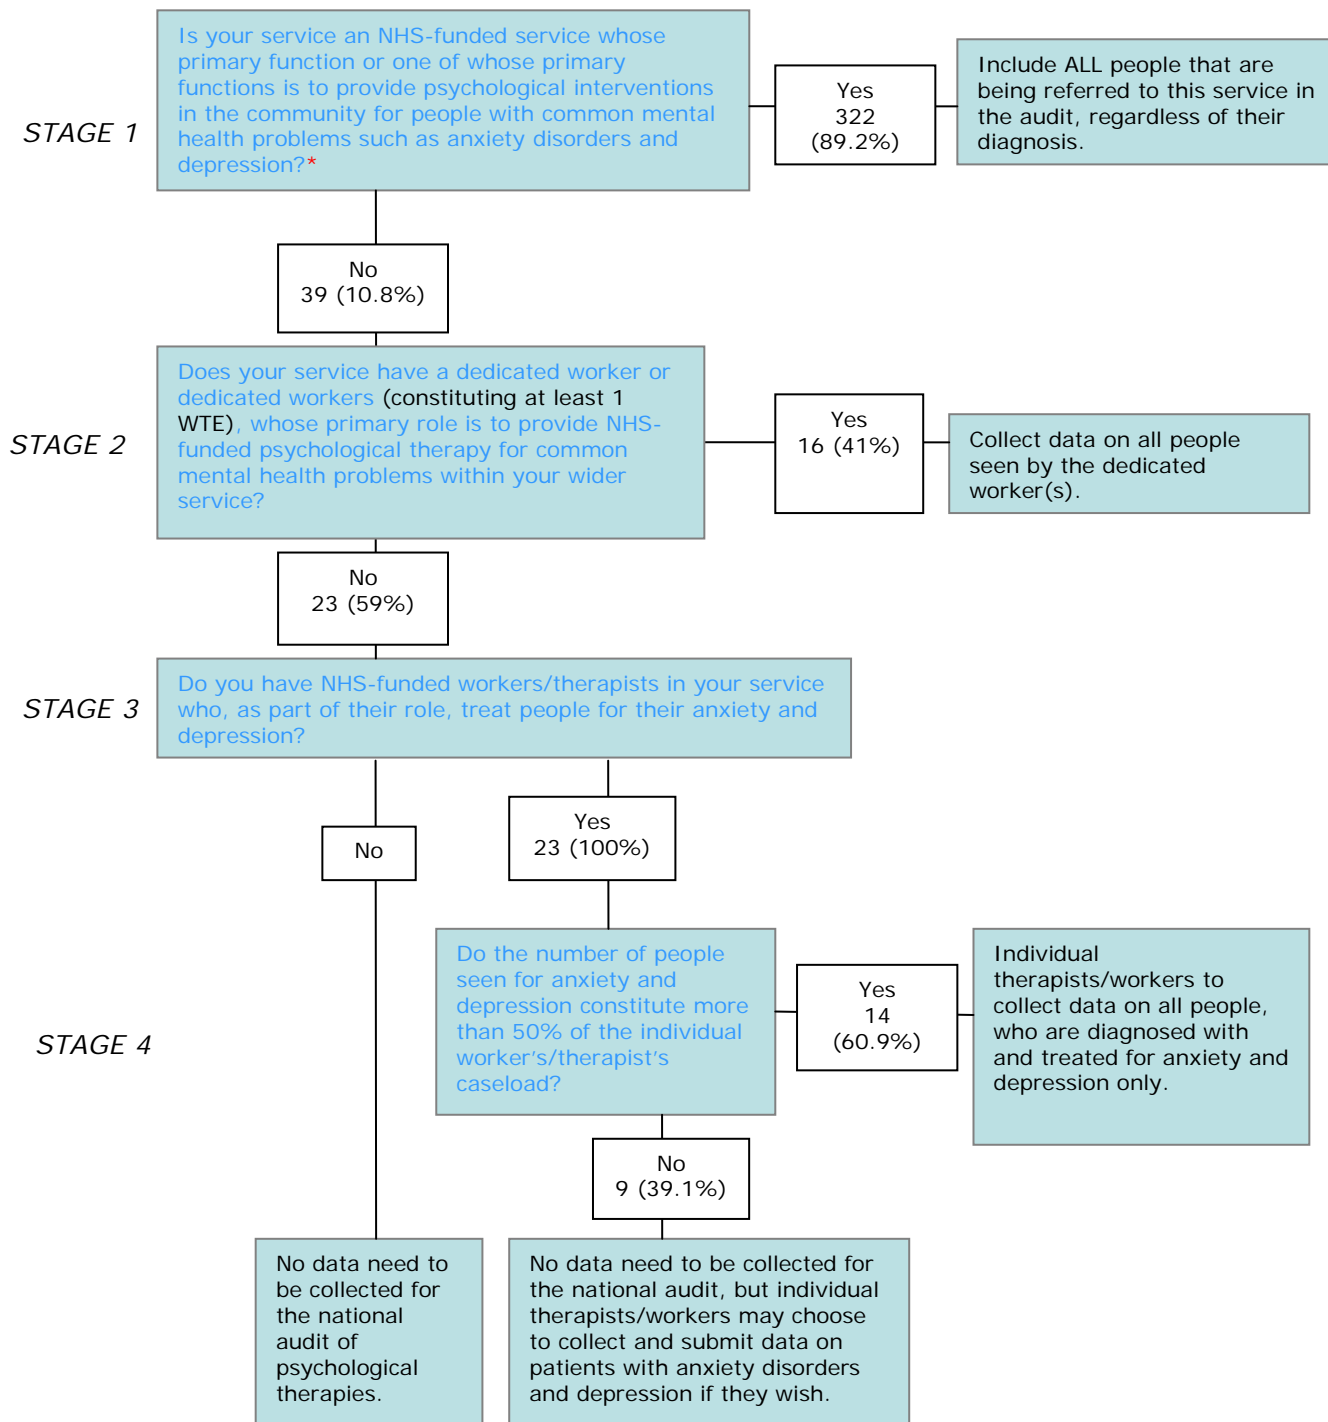 STAGE 1
Is your service an NHS-funded service whose
primary function or one of whose primary
functions is to provide psychological interventions
in the community for people with common mental
health problems such as anxiety disorders and
depression?*
Yes
322
(89.2%)
Include ALL people that are
being referred to this service in
the audit, regardless of their
diagnosis.
No
39 (10.8%)
STAGE 2
Does your service have a dedicated worker or
dedicated workers (constituting at least 1
WTE), whose primary role is to provide NHS-
funded psychological therapy for common
mental health problems within your wider
service?
Yes
16 (41%)
Collect data on all people
seen by the dedicated
worker(s).
No
23 (59%)
STAGE 3
Do you have NHS-funded workers/therapists in your service
who, as part of their role, treat people for their anxiety and
depression?
No
Yes
23 (100%)
STAGE 4
Do the number of people
seen for anxiety and
depression constitute more
than 50% of the individual
worker's/therapist's
caseload?
Yes
14
(60.9%)
Individual
therapists/workers to
collect data on all people,
who are diagnosed with
and treated for anxiety and
depression only.
No
9 (39.1%)
No data need to
be collected for
the national
audit of
psychological
therapies.
No data need to be collected for
the national audit, but individual
therapists/workers may choose
to collect and submit data on
patients with anxiety disorders
and depression if they wish.